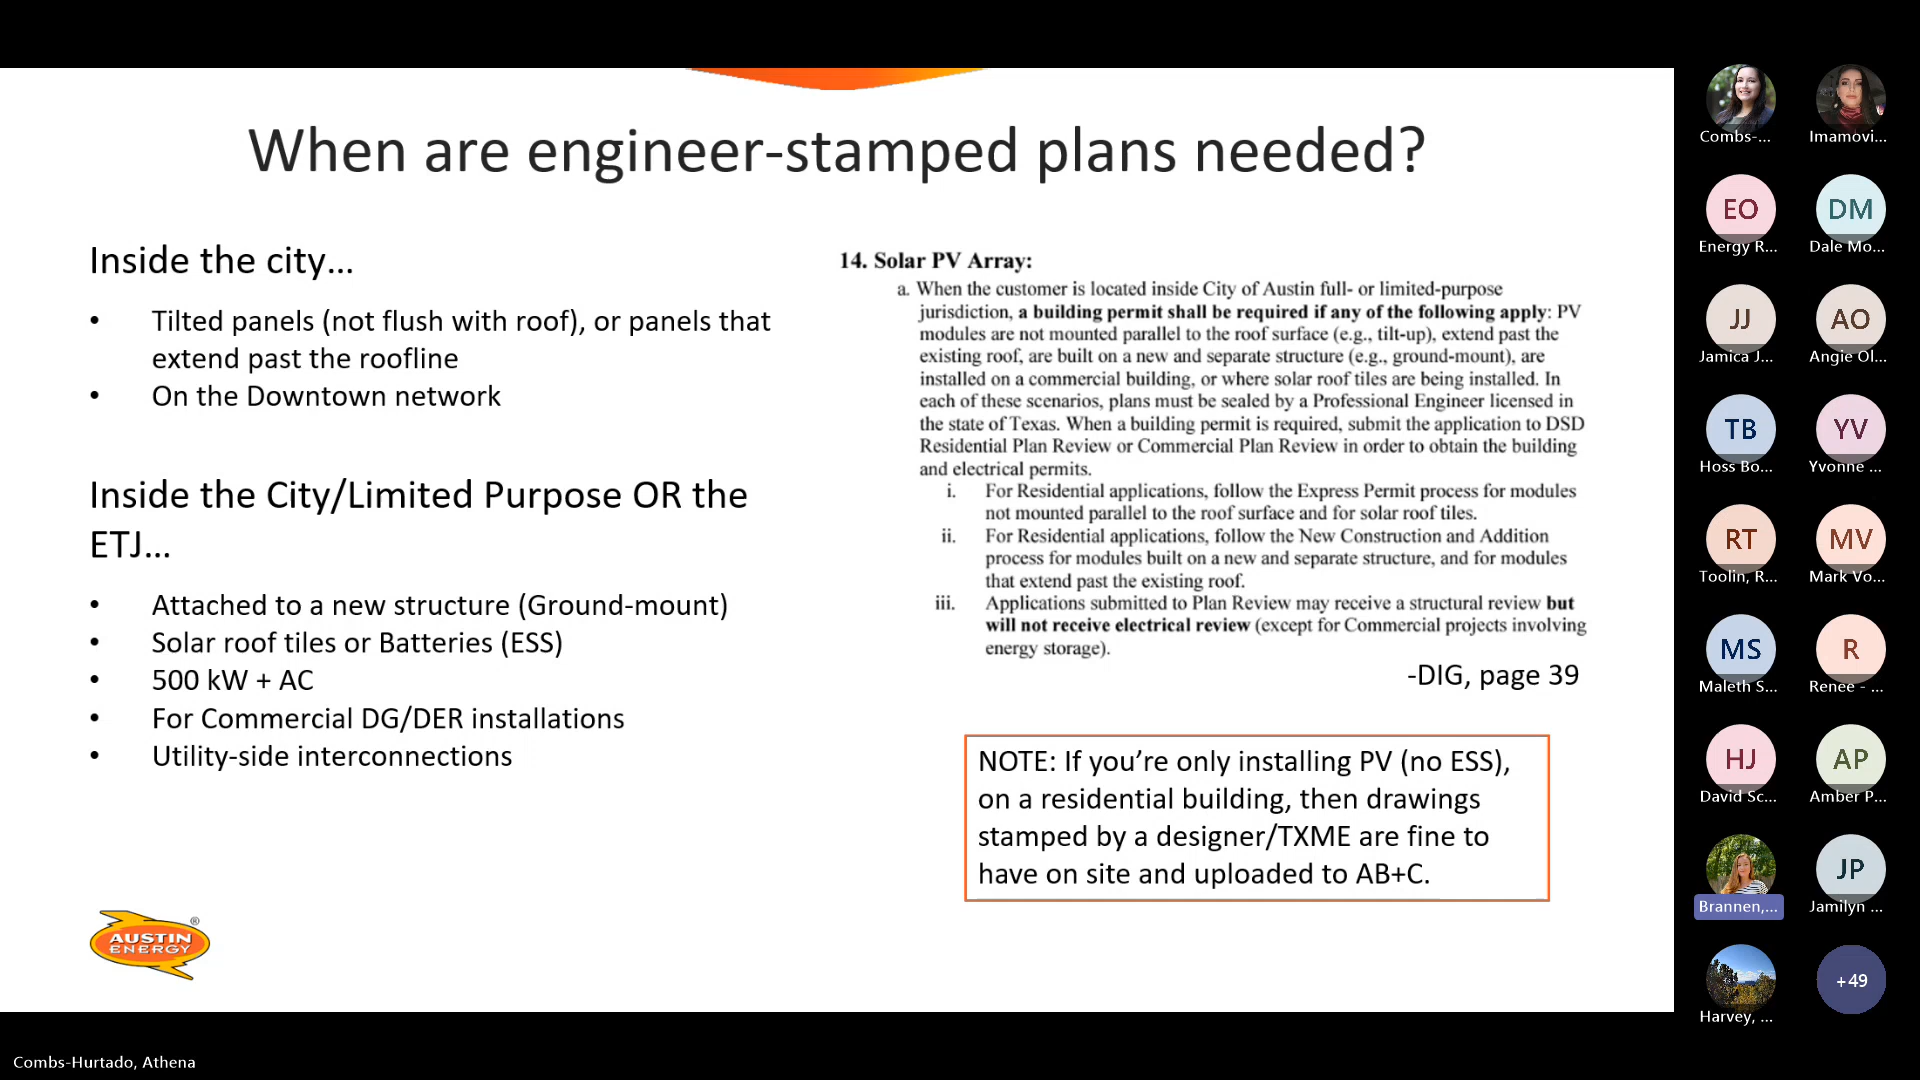 When are engineer-stamped plans needed?
Inside the city...
• Tilted panels (not flush with roof), or panels that
extend past the roofline
• On the Downtown network
Inside the City/Limited Purpose OR the
ETJ...
• Attached to a new structure (Ground-mount)
• Solar roof tiles or Batteries (ESS)
• 500 kW + AC
• For Commercial DG/DER installations
• Utility-side interconnections
AUSTIN
ENERGY
®
14. Solar PV Array:
a. When the customer is located inside City of Austin full- or limited-purpose
jurisdiction, a building permit shall be required if any of the following apply: PV
modules are not mounted parallel to the roof surface (e.g., tilt-up), extend past the
existing roof, are built on a new and separate structure (e.g., ground-mount), are
installed on a commercial building, or where solar roof tiles are being installed. In
each of these scenarios, plans must be sealed by a Professional Engineer licensed in
the state of Texas. When a building permit is required, submit the application to DSD
Residential Plan Review or Commercial Plan Review in order to obtain the building
and electrical permits.
i. For Residential applications, follow the Express Permit process for modules
not mounted parallel to the roof surface and for solar roof tiles.
ii. For Residential applications, follow the New Construction and Addition
process for modules built on a new and separate structure, and for modules
that extend past the existing roof.
iii. Applications submitted to Plan Review may receive a structural review but
will not receive electrical review (except for Commercial projects involving
energy storage).
-DIG, page 39
NOTE: If you're only installing PV (no ESS),
on a residential building, then drawings
stamped by a designer/TXME are fine to
have on site and uploaded to AB+C.
Combs-...
Imamovi...
EO
Energy R...
DM
Dale Mo...
JJ
Jamica J...
AO
Angie Ol...
TB
Hoss Bo...
YV
Yvonne ...
RT
Toolin, R...
MV
Mark Vo...
MS
Maleth S...
R
Renee - ...
HJ
David Sc...
AP
Amber P...
Brannen,...
JP
Jamilyn ...
Harvey, ...
+49
Combs-Hurtado, Athena